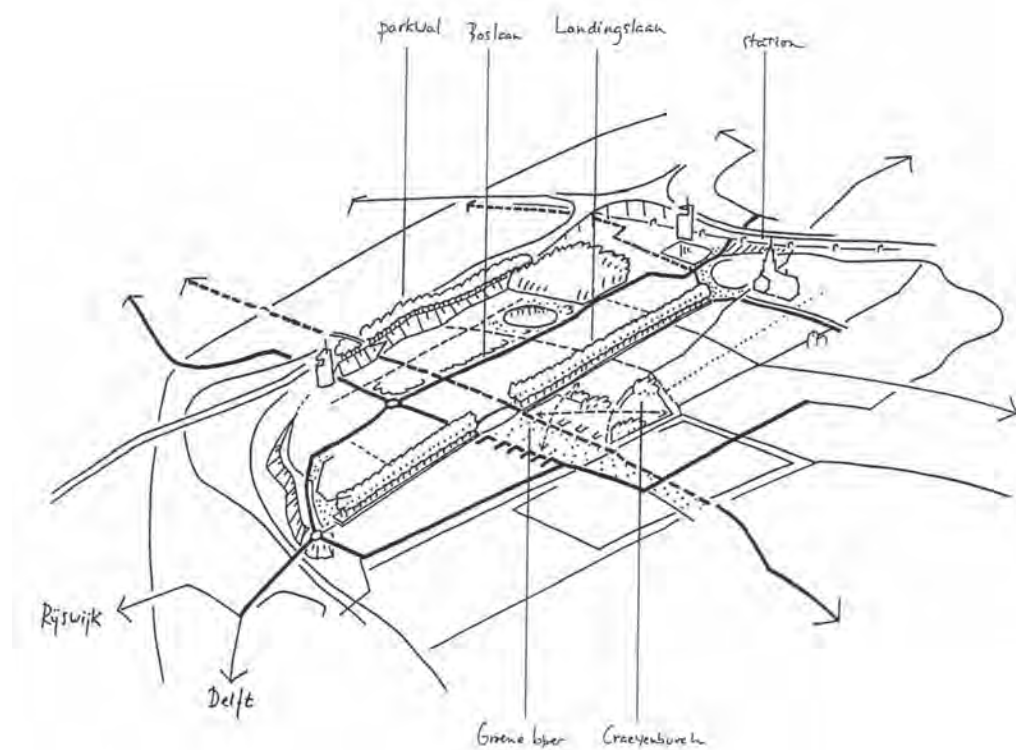 parkwal
Boslaan
Landingslaan
station
Rijswijk
Delft
Groene loper
Craeyenburch